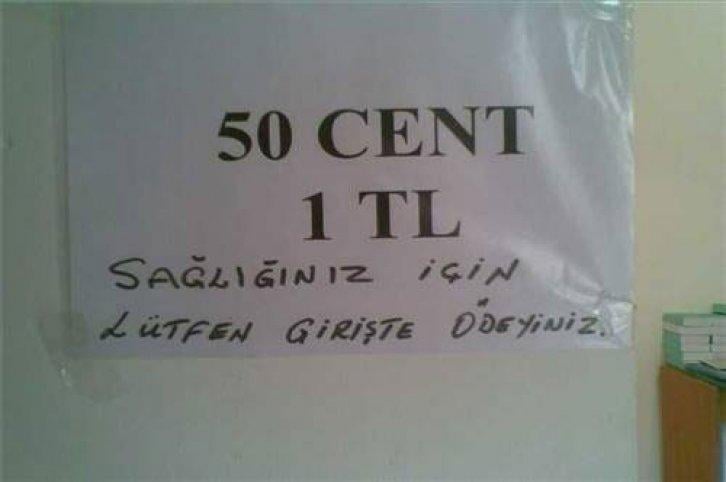 50 CENT
1 TL
SAĞLIĞINIZ İÇİN
LÜTFEN GİRİŞTE ÖDEYİNİZ.